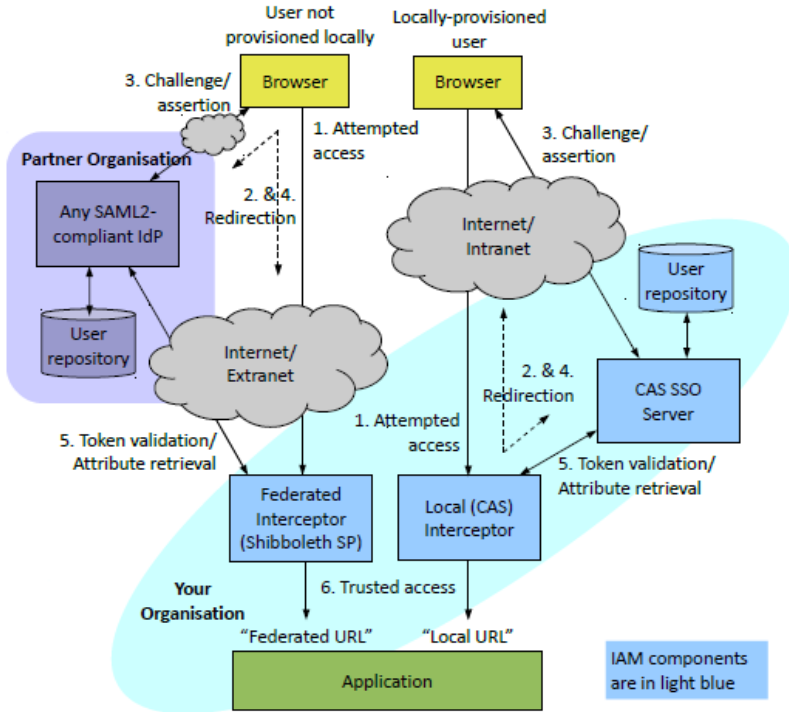 User not
provisioned locally
Locally-provisioned
user
Browser
Browser
3. Challenge/
assertion
1. Attempted
access
3. Challenge/
assertion
Partner Organisation
Any SAML2-
compliant IdP
2. & 4.
Redirection
Internet/
Intranet
User
repository
User
repository
Internet/
Extranet
2. & 4.
Redirection
CAS SSO
Server
1. Attempted
access
5. Token validation/
Attribute retrieval
5. Token validation/
Attribute retrieval
Federated
Interceptor
(Shibboleth SP)
Local (CAS)
Interceptor
Your
Organisation
6. Trusted access
“Federated URL”
“Local URL”
Application
IAM components
are in light blue